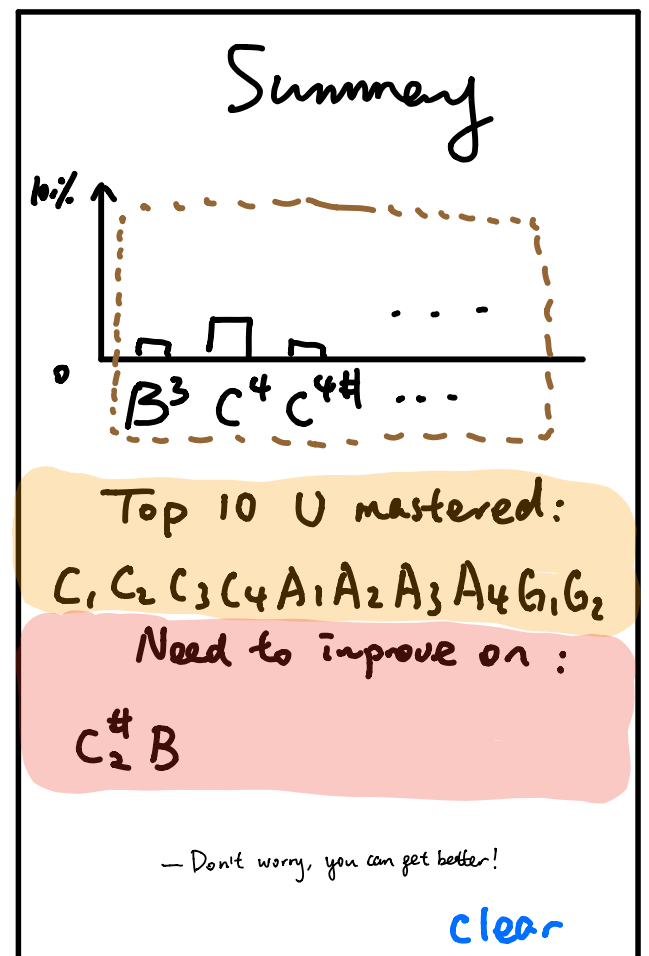 Summary
100%
0
B³ C⁴ C⁴# ...
Top 10 U mastered:
C₁ C₂ C₃ C₄ A₁ A₂ A₃ A₄ G₁ G₂
Need to improve on :
C₂# B
— Don't worry, you can get better!
clear